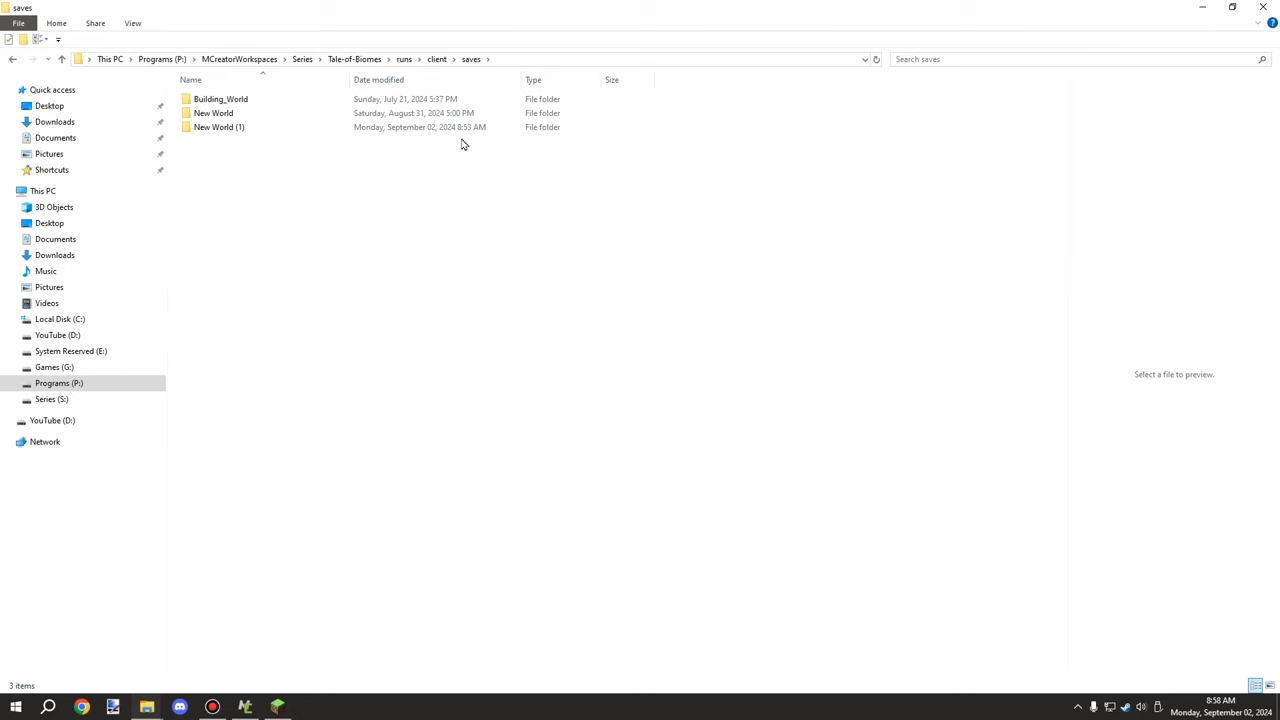 saves
File Home Share View
This PC Programs (P:) MCreatorWorkspaces Series Tale-of-Biomes runs client saves Search saves
Name Date modified Type Size
Building_World Sunday, July 21, 2024 5:37 PM File folder
New World Saturday, August 31, 2024 5:00 PM File folder
New World (1) Monday, September 02, 2024 8:53 AM File folder
Quick access
Desktop
Downloads
Documents
Pictures
Shortcuts
This PC
3D Objects
Desktop
Documents
Downloads
Music
Pictures
Videos
Local Disk (C:)
YouTube (D:)
System Reserved (E:)
Games (G:)
Programs (P:)
Series (S:)
YouTube (D:)
Network
Select a file to preview.
3 items
8:58 AM
Monday, September 02, 2024